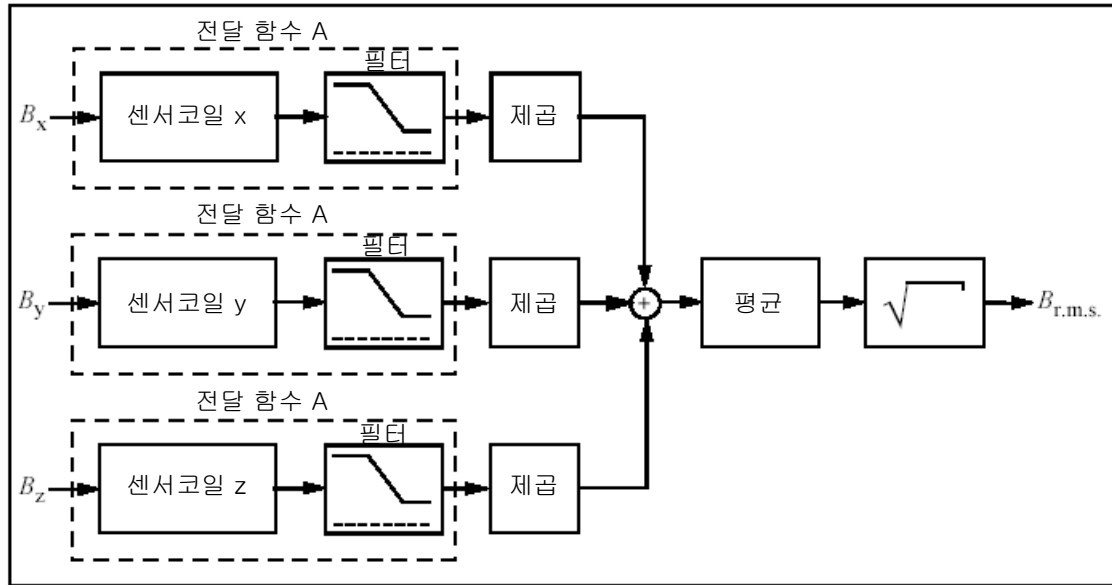 전달 함수 A
필터
B_x
센서코일 x
제곱
전달 함수 A
필터
B_y
센서코일 y
제곱
+
평균
√
B_r.m.s.
전달 함수 A
필터
B_z
센서코일 z
제곱